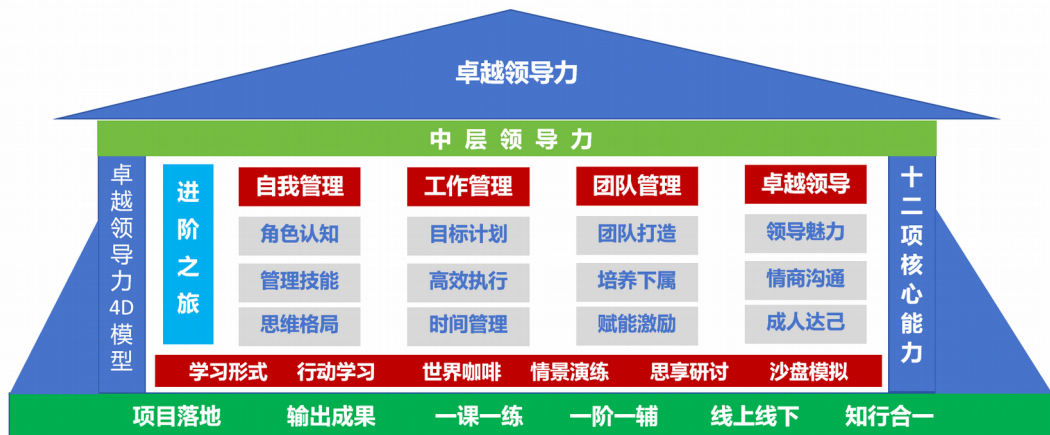 卓越领导力
中层领导力
卓越领导力4D模型
进阶之旅
自我管理 工作管理 团队管理 卓越领导
角色认知 目标计划 团队打造 领导魅力
管理技能 高效执行 培养下属 情商沟通
思维格局 时间管理 赋能激励 成人达己
十二项核心能力
学习形式 行动学习 世界咖啡 情景演练 思享研讨 沙盘模拟
项目落地 输出成果 一课一练 一阶一辅 线上线下 知行合一